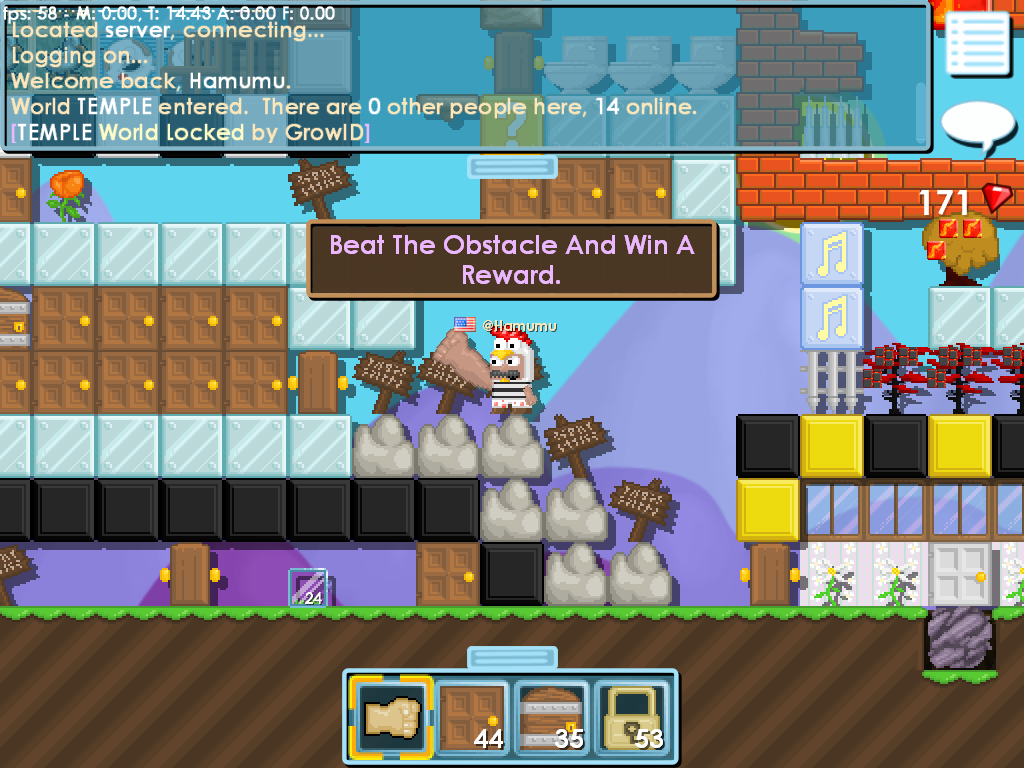 fps: 58 - M: 0.00, T: 14.43 A: 0.00 F: 0.00
Located server, connecting...
Logging on...
Welcome back, Hamumu.
World TEMPLE entered. There are 0 other people here, 14 online.
[TEMPLE World Locked by GrowID]
171
Beat The Obstacle And Win A
Reward.
@Hamumu
24
44
35
53